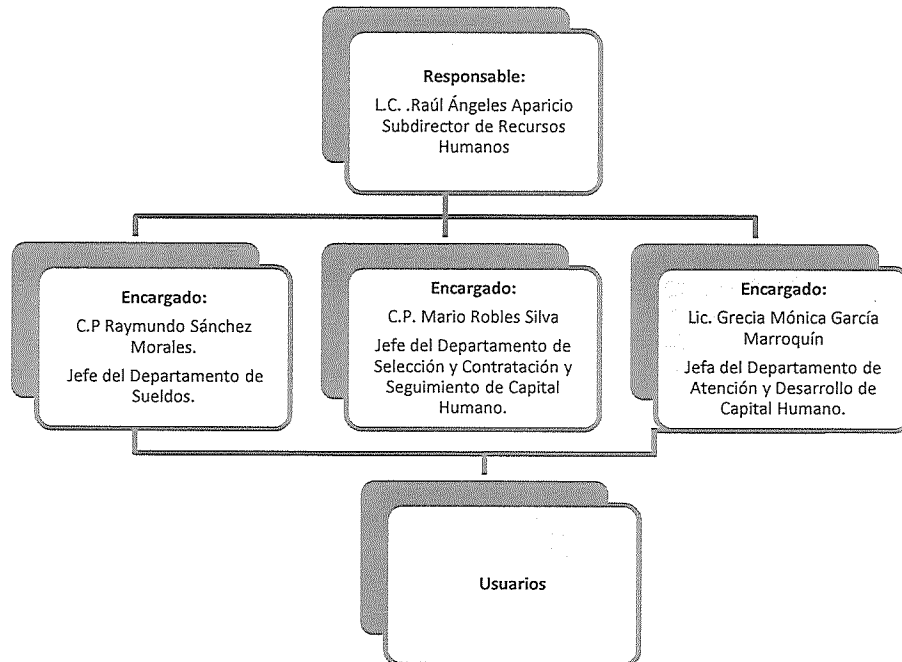 Responsable:
L.C. .Raúl Ángeles Aparicio
Subdirector de Recursos
Humanos
Encargado:
C.P Raymundo Sánchez
Morales.
Jefe del Departamento de
Sueldos.
Encargado:
C.P. Mario Robles Silva
Jefe del Departamento de
Selección y Contratación y
Seguimiento de Capital
Humano.
Encargado:
Lic. Grecia Mónica García
Marroquín
Jefa del Departamento de
Atención y Desarrollo de
Capital Humano.
Usuarios